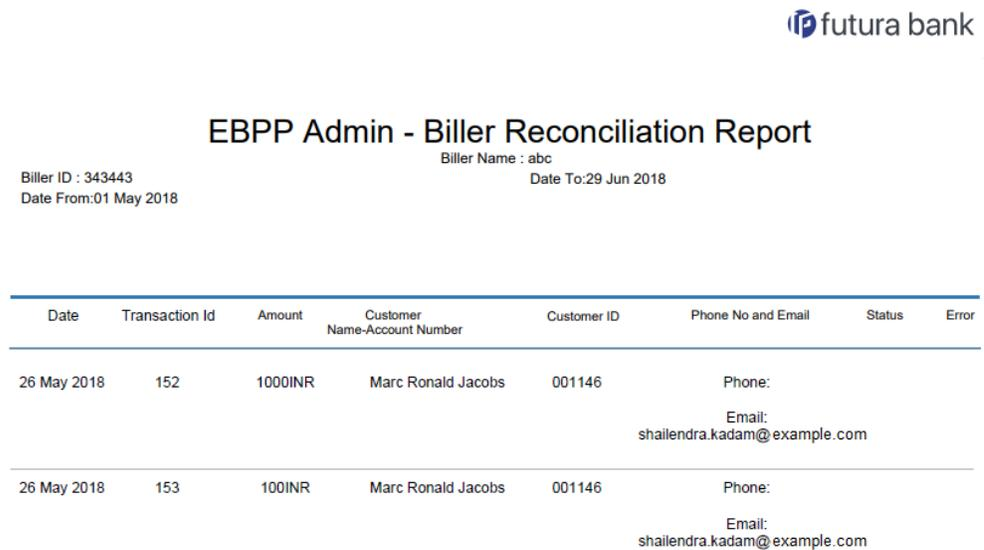 futura bank
EBPP Admin - Biller Reconciliation Report
Biller Name : abc
Biller ID : 343443
Date To:29 Jun 2018
Date From:01 May 2018
Date Transaction Id Amount Customer Name-Account Number Customer ID Phone No and Email Status Error
26 May 2018 152 1000INR Marc Ronald Jacobs 001146 Phone:
Email:
shailendra.kadam@example.com
26 May 2018 153 100INR Marc Ronald Jacobs 001146 Phone:
Email:
shailendra.kadam@example.com